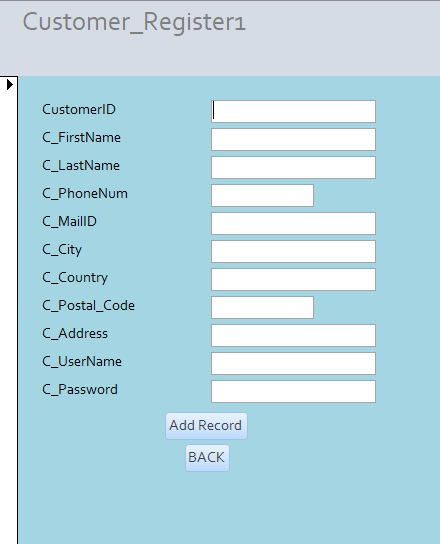 Customer_Register1
CustomerID
C_FirstName
C_LastName
C_PhoneNum
C_MailID
C_City
C_Country
C_Postal_Code
C_Address
C_UserName
C_Password
Add Record
BACK